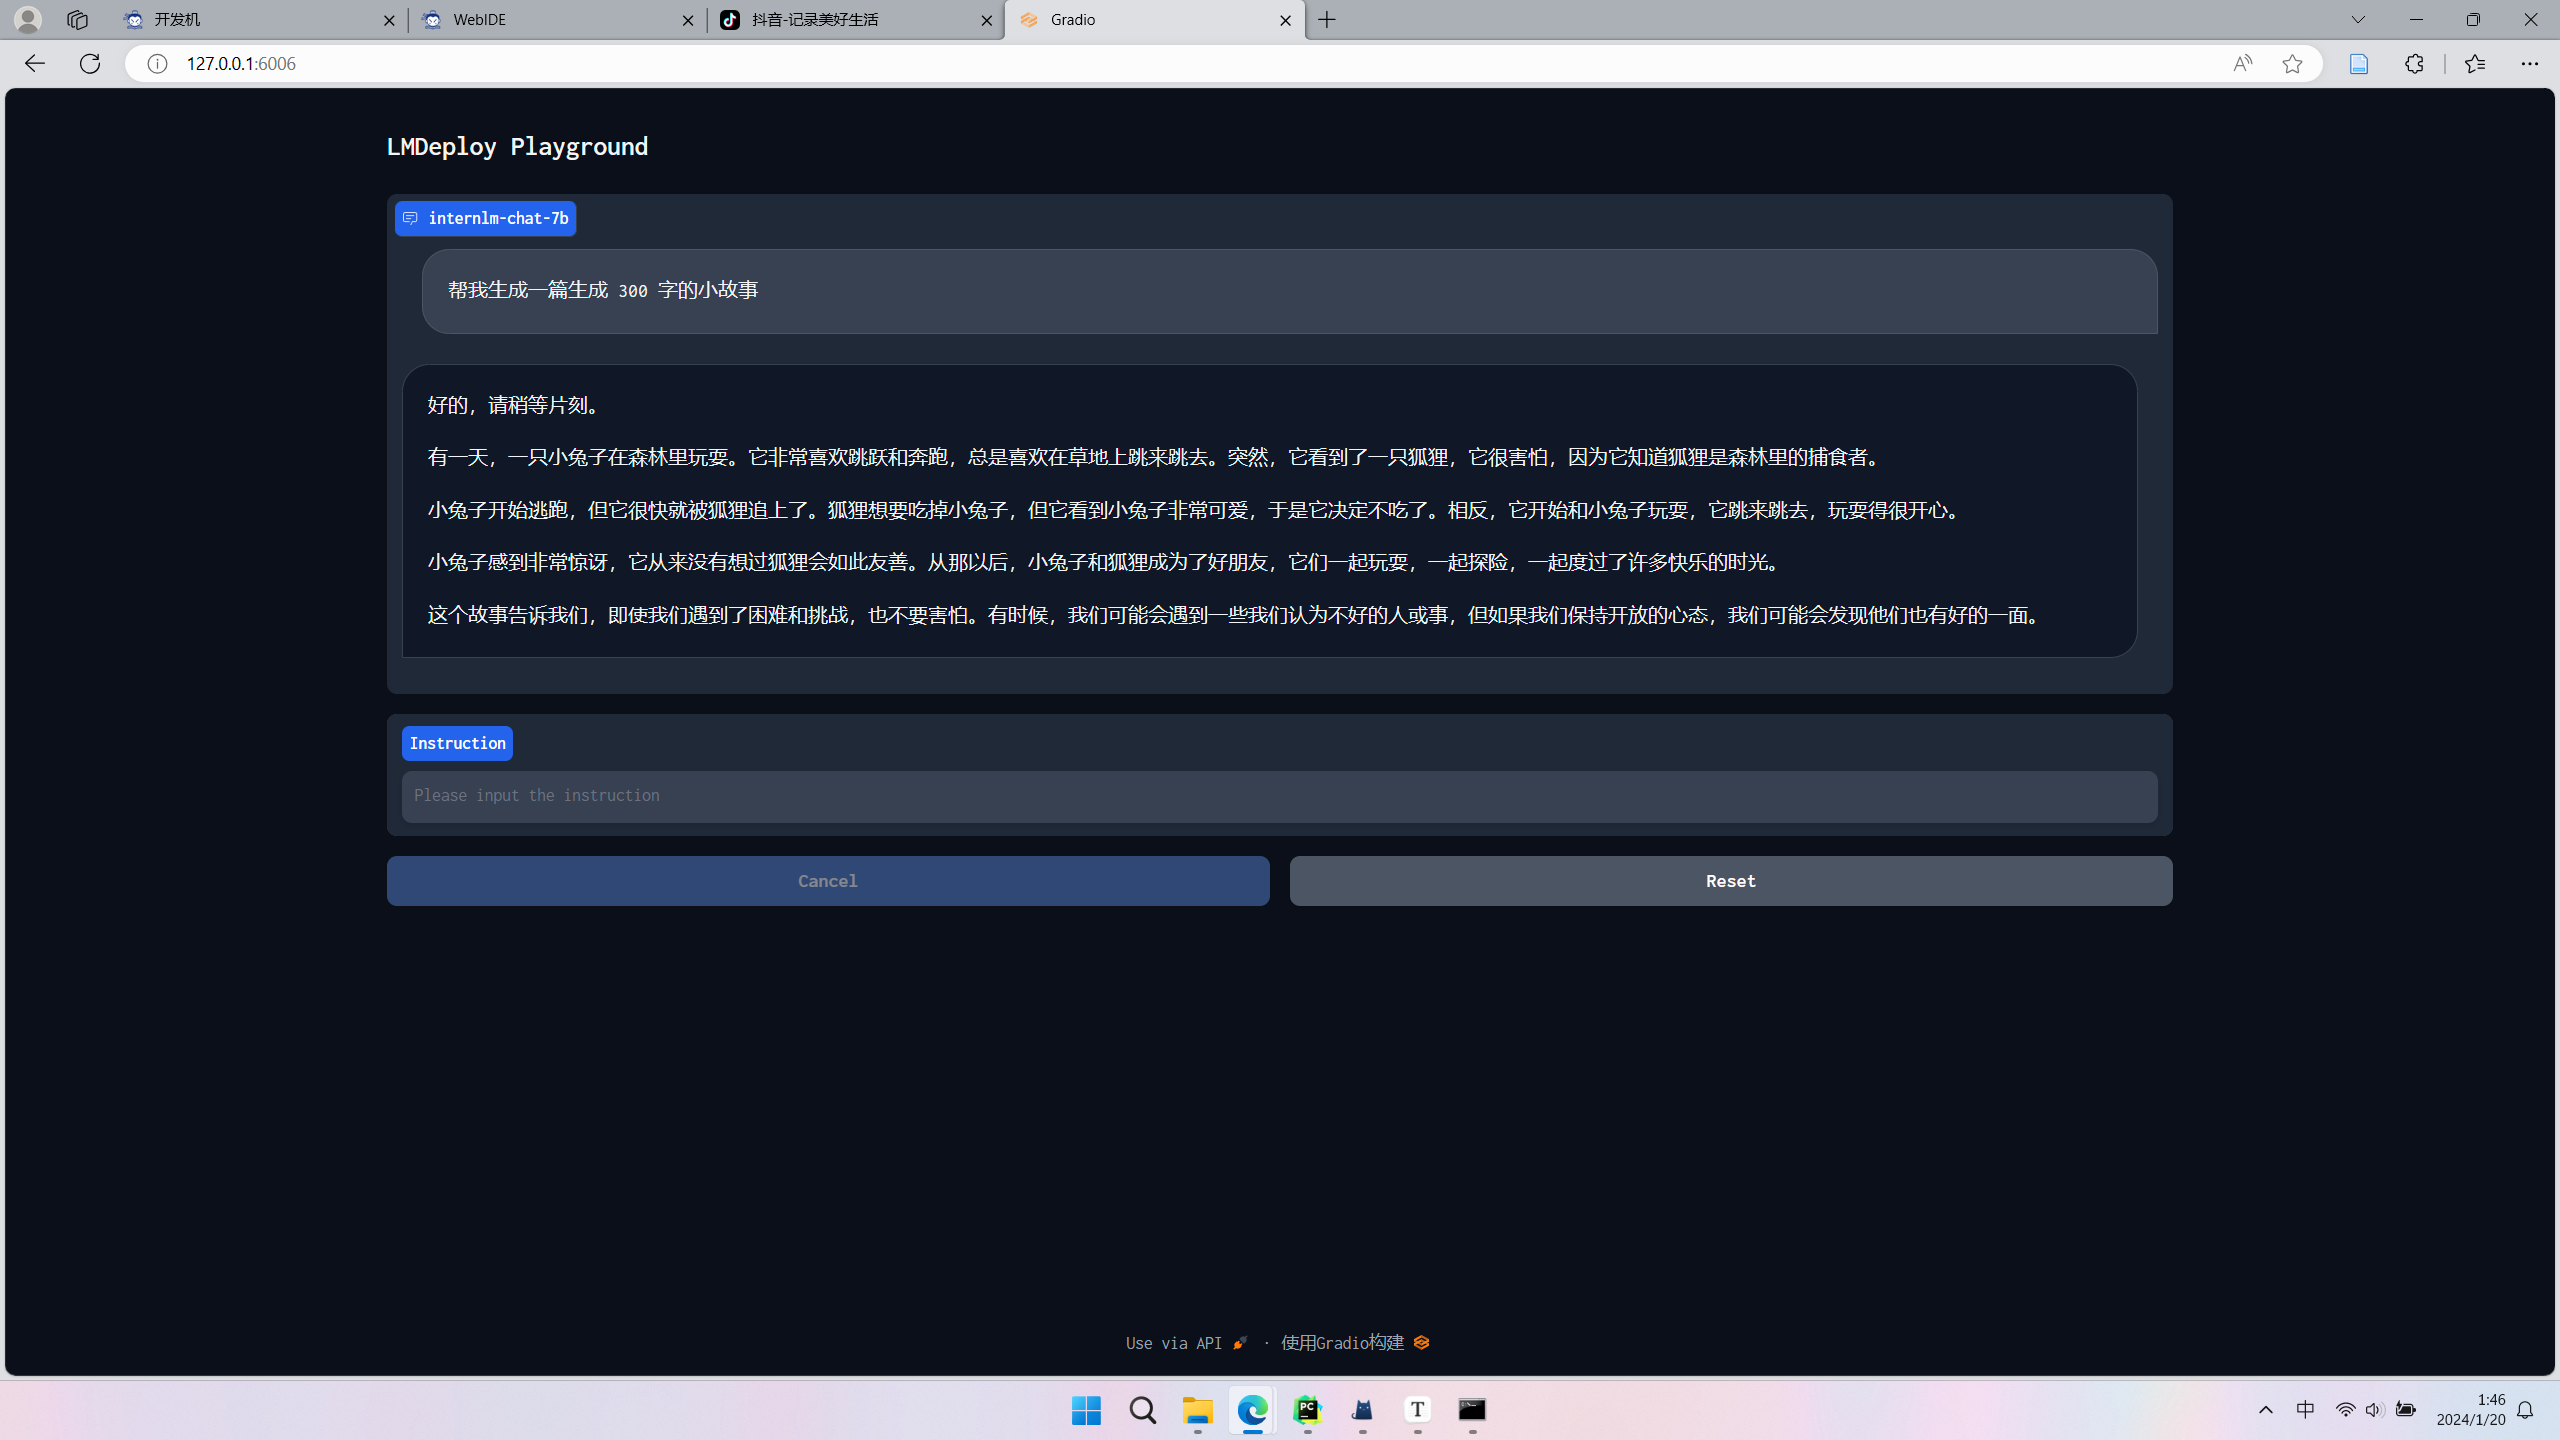 开发机
WebIDE
抖音-记录美好生活
Gradio
127.0.0.1:6006
LMDeploy Playground
internlm-chat-7b
帮我生成一篇生成 300 字的小故事
好的，请稍等片刻。
有一天，一只小兔子在森林里玩耍。它非常喜欢跳跃和奔跑，总是喜欢在草地上跳来跳去。突然，它看到了一只狐狸，它很害怕，因为它知道狐狸是森林里的捕食者。
小兔子开始逃跑，但它很快就被狐狸追上了。狐狸想要吃掉小兔子，但它看到小兔子非常可爱，于是它决定不吃了。相反，它开始和小兔子玩耍，它跳来跳去，玩耍得很开心。
小兔子感到非常惊讶，它从来没有想过狐狸会如此友善。从那以后，小兔子和狐狸成为了好朋友，它们一起玩耍，一起探险，一起度过了许多快乐的时光。
这个故事告诉我们，即使我们遇到了困难和挑战，也不要害怕。有时候，我们可能会遇到一些我们认为不好的人或事，但如果我们保持开放的心态，我们可能会发现他们也有好的一面。
Instruction
Please input the instruction
Cancel
Reset
Use via API · 使用Gradio构建
PC
T
中
1:46
2024/1/20